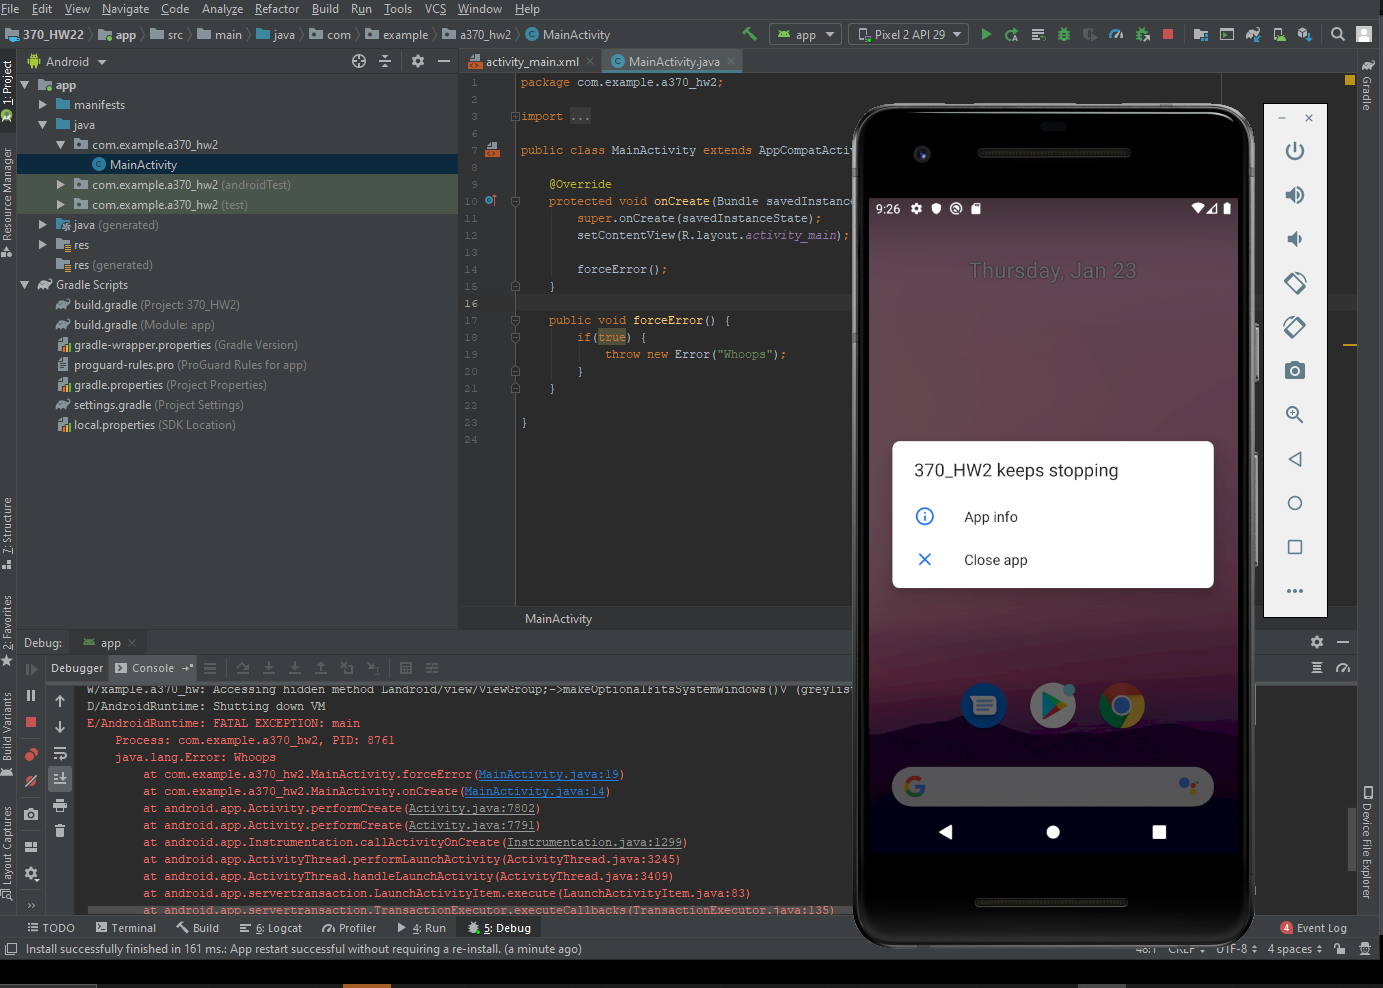 File Edit View Navigate Code Analyze Refactor Build Run Tools VCS Window Help
370_HW22 app src main java com example a370_hw2 MainActivity app Pixel 2 API 29
Android
activity_main.xml MainActivity.java
1: Project
Resource Manager
7: Structure
2: Favorites
Build Variants
Layout Captures
app
manifests
java
com.example.a370_hw2
MainActivity
com.example.a370_hw2 (androidTest)
com.example.a370_hw2 (test)
java (generated)
res
res (generated)
Gradle Scripts
build.gradle (Project: 370_HW2)
build.gradle (Module: app)
gradle-wrapper.properties (Gradle Version)
proguard-rules.pro (ProGuard Rules for app)
gradle.properties (Project Properties)
settings.gradle (Project Settings)
local.properties (SDK Location)
1 package com.example.a370_hw2;
2
3 import ...
6
7 public class MainActivity extends AppCompatActiv
8
9 @Override
10 protected void onCreate(Bundle savedInstance
11 super.onCreate(savedInstanceState);
12 setContentView(R.layout.activity_main);
13
14 forceError();
15 }
16
17 public void forceError() {
18 if(true) {
19 throw new Error("Whoops");
20 }
21 }
22
23 }
24
MainActivity
9:26
Thursday, Jan 23
370_HW2 keeps stopping
App info
Close app
Gradle
Device File Explorer
Debug: app
Debugger Console
W/xample.a370_hw: Accessing hidden method Landroid/view/ViewGroup;->makeOptionalFitsSystemWindows()V (greylist
D/AndroidRuntime: Shutting down VM
E/AndroidRuntime: FATAL EXCEPTION: main
Process: com.example.a370_hw2, PID: 8761
java.lang.Error: Whoops
at com.example.a370_hw2.MainActivity.forceError(MainActivity.java:19)
at com.example.a370_hw2.MainActivity.onCreate(MainActivity.java:14)
at android.app.Activity.performCreate(Activity.java:7802)
at android.app.Activity.performCreate(Activity.java:7791)
at android.app.Instrumentation.callActivityOnCreate(Instrumentation.java:1299)
at android.app.ActivityThread.performLaunchActivity(ActivityThread.java:3245)
at android.app.ActivityThread.handleLaunchActivity(ActivityThread.java:3409)
at android.app.servertransaction.LaunchActivityItem.execute(LaunchActivityItem.java:83)
at android.app.servertransaction.TransactionExecutor.executeCallbacks(TransactionExecutor.java:135)
TODO Terminal Build 6: Logcat Profiler 4: Run 5: Debug 4 Event Log
Install successfully finished in 161 ms.: App restart successful without requiring a re-install. (a minute ago) 48:1 CRLF UTF-8 4 spaces